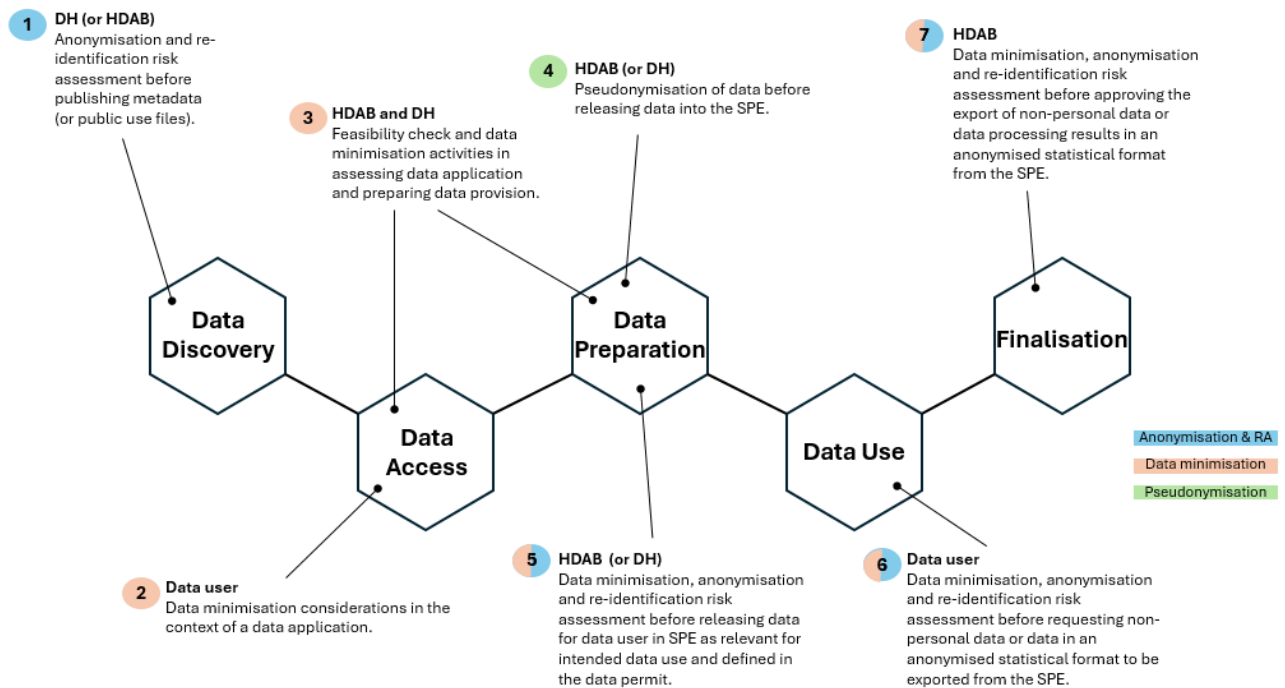 1
DH (or HDAB)
Anonymisation and re-
identification risk
assessment before
publishing metadata
(or public use files).
3
HDAB and DH
Feasibility check and data
minimisation activities in
assessing data application
and preparing data provision.
4
HDAB (or DH)
Pseudonymisation of data before
releasing data into the SPE.
7
HDAB
Data minimisation, anonymisation
and re-identification risk
assessment before approving the
export of non-personal data or
data processing results in an
anonymised statistical format
from the SPE.
Data
Discovery
Data
Access
Data
Preparation
Data Use
Finalisation
Anonymisation & RA
Data minimisation
Pseudonymisation
2
Data user
Data minimisation considerations in the
context of a data application.
5
HDAB (or DH)
Data minimisation, anonymisation
and re-identification risk
assessment before releasing data
for data user in SPE as relevant for
intended data use and defined in
the data permit.
6
Data user
Data minimisation, anonymisation
and re-identification risk
assessment before requesting non-
personal data or data in an
anonymised statistical format to be
exported from the SPE.